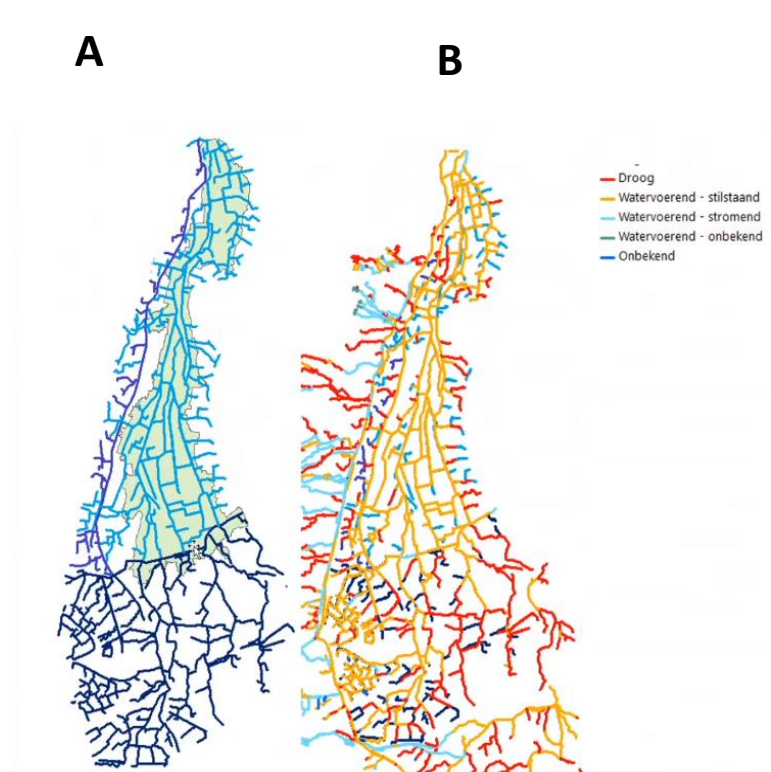 A
B
Droog
Watervoerend - stilstaand
Watervoerend - stromend
Watervoerend - onbekend
Onbekend